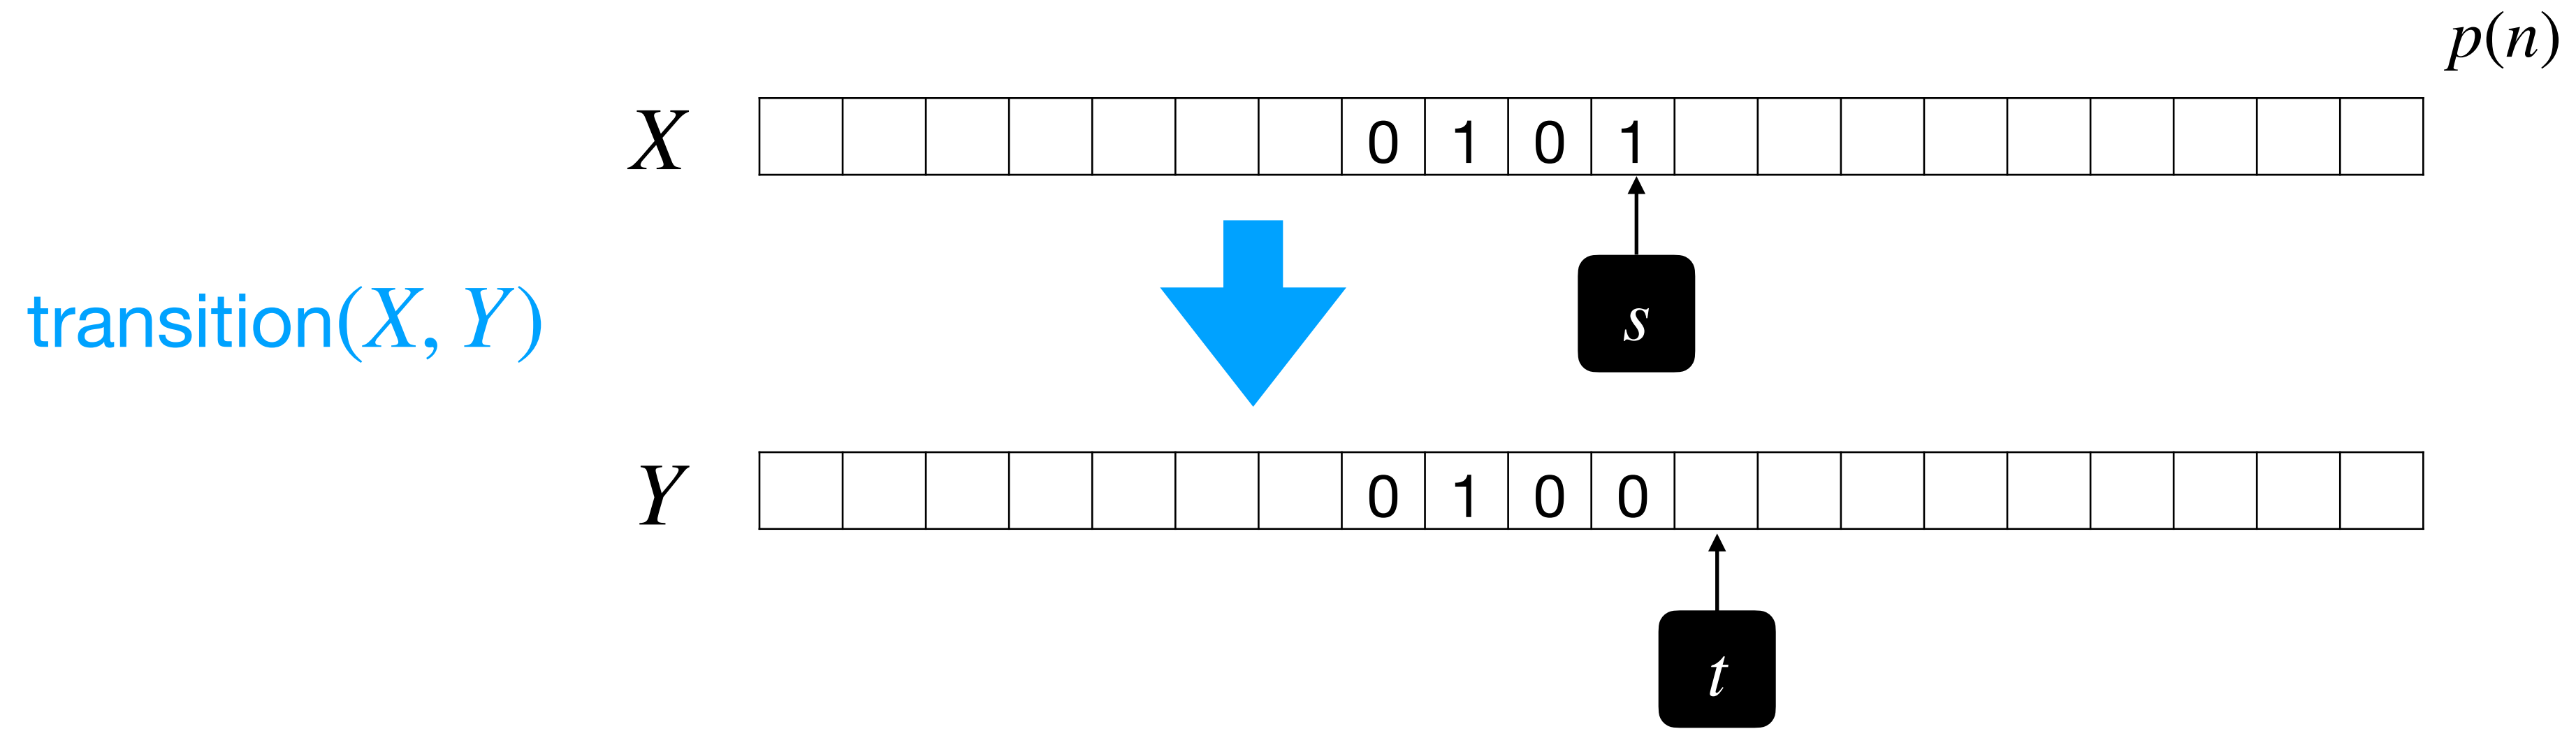 p(n)
X 0 1 0 1
s
transition(X, Y)
Y 0 1 0 0
t